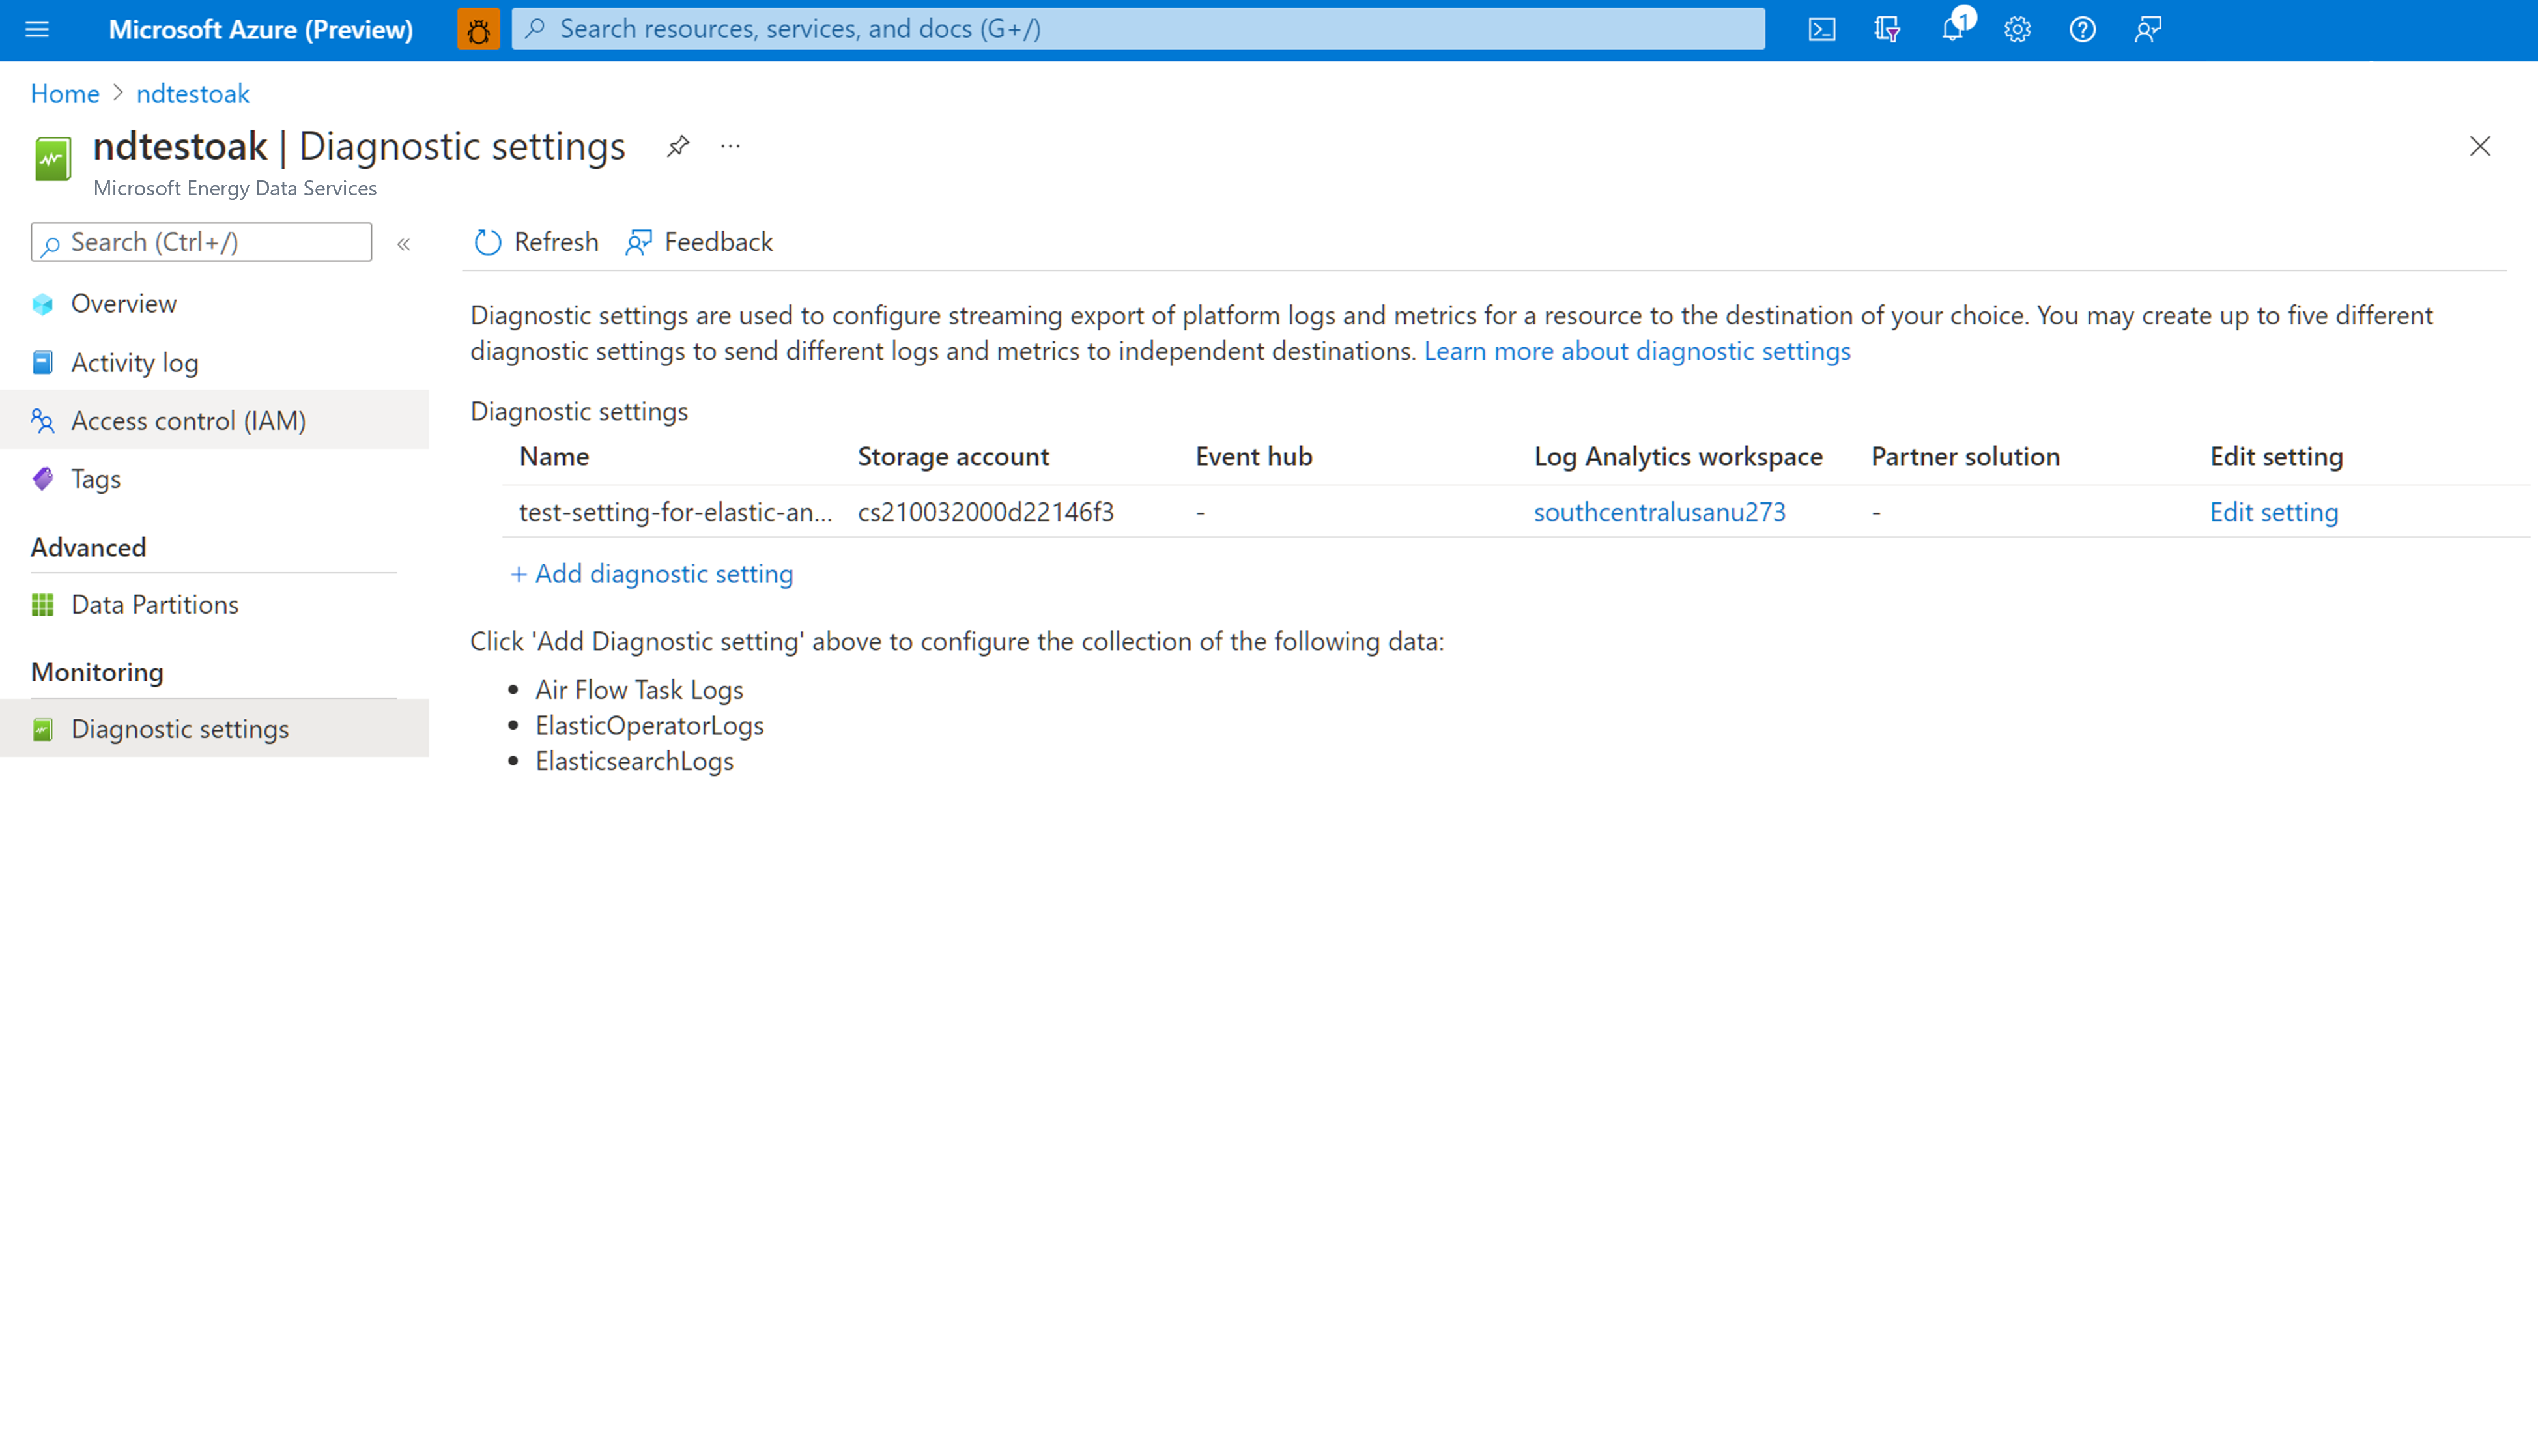 Microsoft Azure (Preview)
Search resources, services, and docs (G+/)
1
Home > ndtestoak
ndtestoak | Diagnostic settings
Microsoft Energy Data Services
Search (Ctrl+/)
Overview
Activity log
Access control (IAM)
Tags
Advanced
Data Partitions
Monitoring
Diagnostic settings
Refresh Feedback
Diagnostic settings are used to configure streaming export of platform logs and metrics for a resource to the destination of your choice. You may create up to five different
diagnostic settings to send different logs and metrics to independent destinations. Learn more about diagnostic settings
Diagnostic settings
Name Storage account Event hub Log Analytics workspace Partner solution Edit setting
test-setting-for-elastic-an... cs210032000d22146f3 - southcentralusanu273 - Edit setting
+ Add diagnostic setting
Click 'Add Diagnostic setting' above to configure the collection of the following data:
• Air Flow Task Logs
• ElasticOperatorLogs
• ElasticsearchLogs